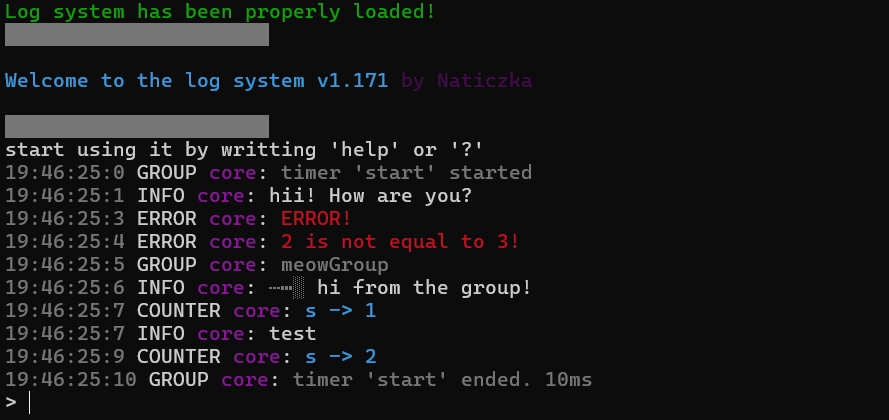 Log system has been properly loaded!
Welcome to the log system v1.171 by Naticzka
start using it by writting 'help' or '?'
19:46:25:0 GROUP core: timer 'start' started
19:46:25:1 INFO core: hii! How are you?
19:46:25:3 ERROR core: ERROR!
19:46:25:4 ERROR core: 2 is not equal to 3!
19:46:25:5 GROUP core: meowGroup
19:46:25:6 INFO core: ┄┅░ hi from the group!
19:46:25:7 COUNTER core: s -> 1
19:46:25:7 INFO core: test
19:46:25:9 COUNTER core: s -> 2
19:46:25:10 GROUP core: timer 'start' ended. 10ms
>